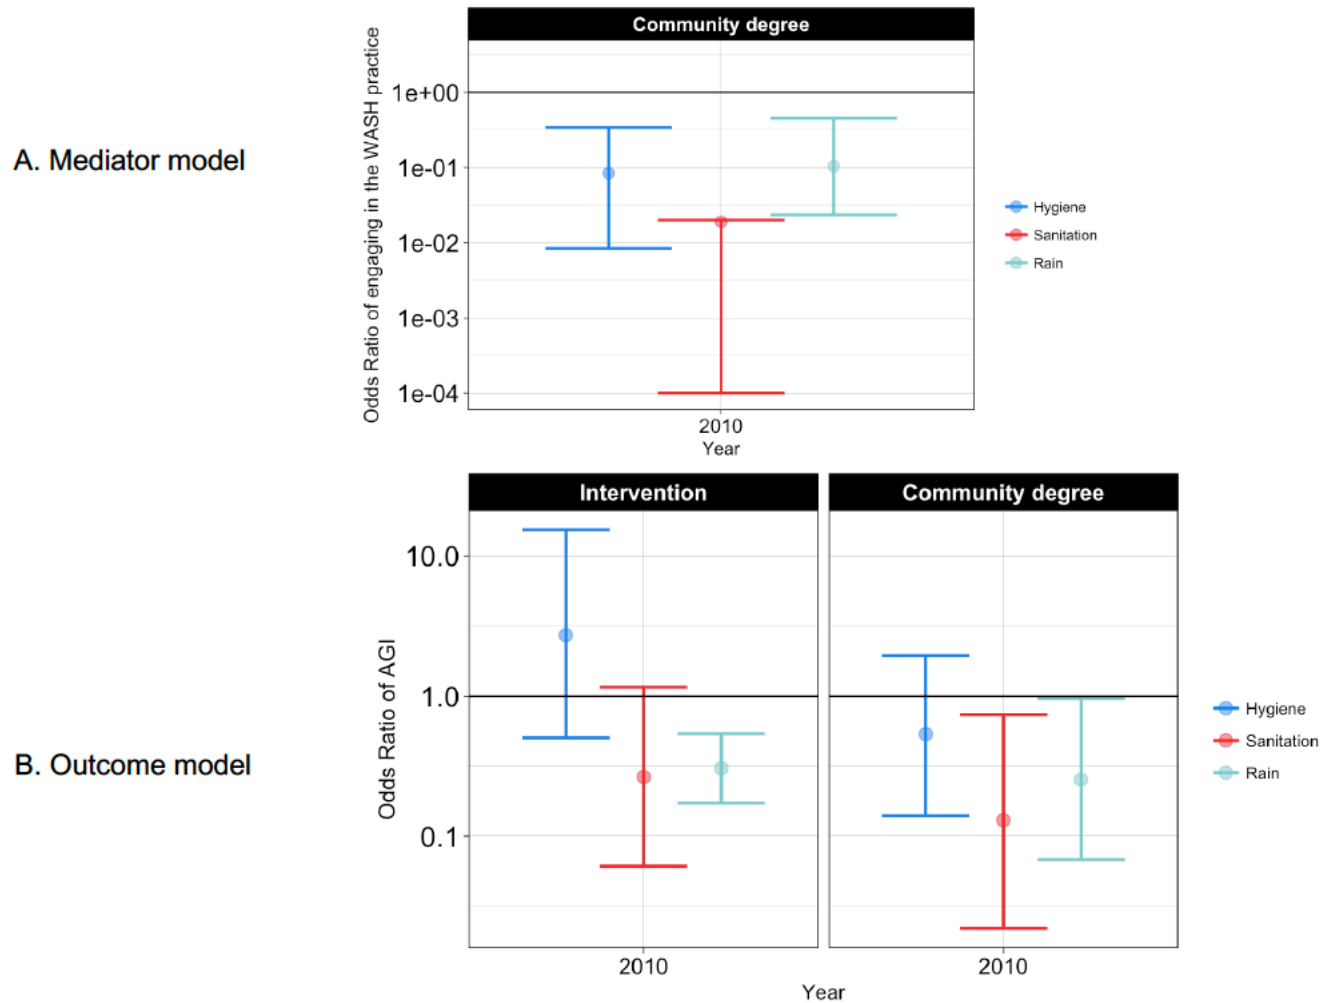 Community degree
Odds Ratio of engaging in the WASH practice
1e+00
1e-01
1e-02
1e-03
1e-04
A. Mediator model
2010
Year
Hygiene
Sanitation
Rain
Intervention
Community degree
Odds Ratio of AGI
10.0
1.0
0.1
B. Outcome model
2010
2010
Year
Hygiene
Sanitation
Rain